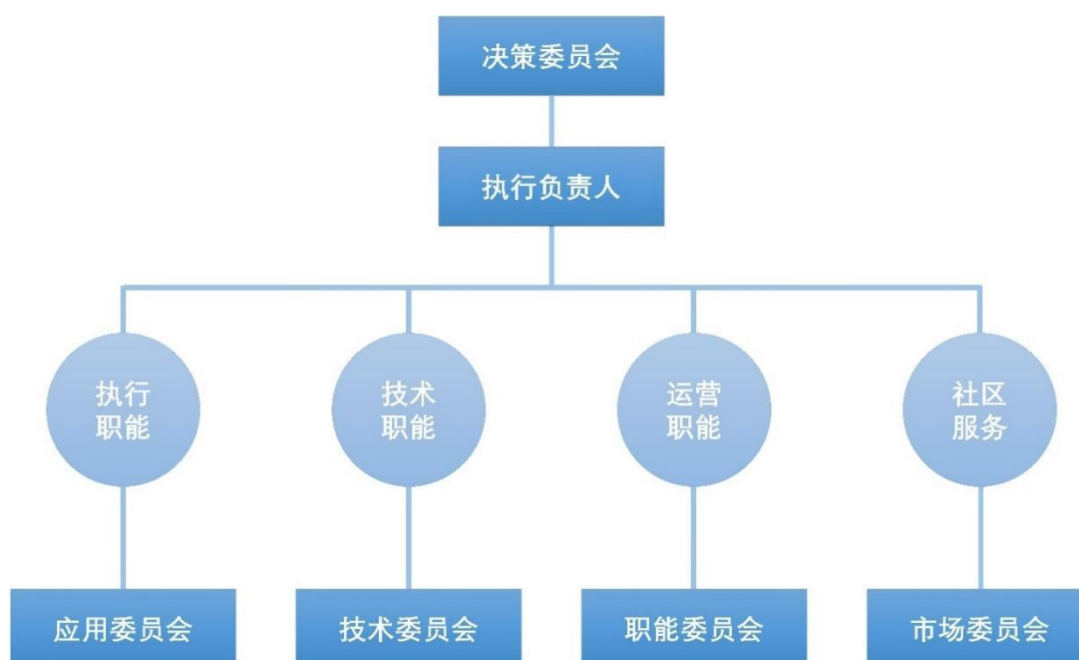 决策委员会
执行负责人
执行
职能
技术
职能
运营
职能
社区
服务
应用委员会
技术委员会
职能委员会
市场委员会